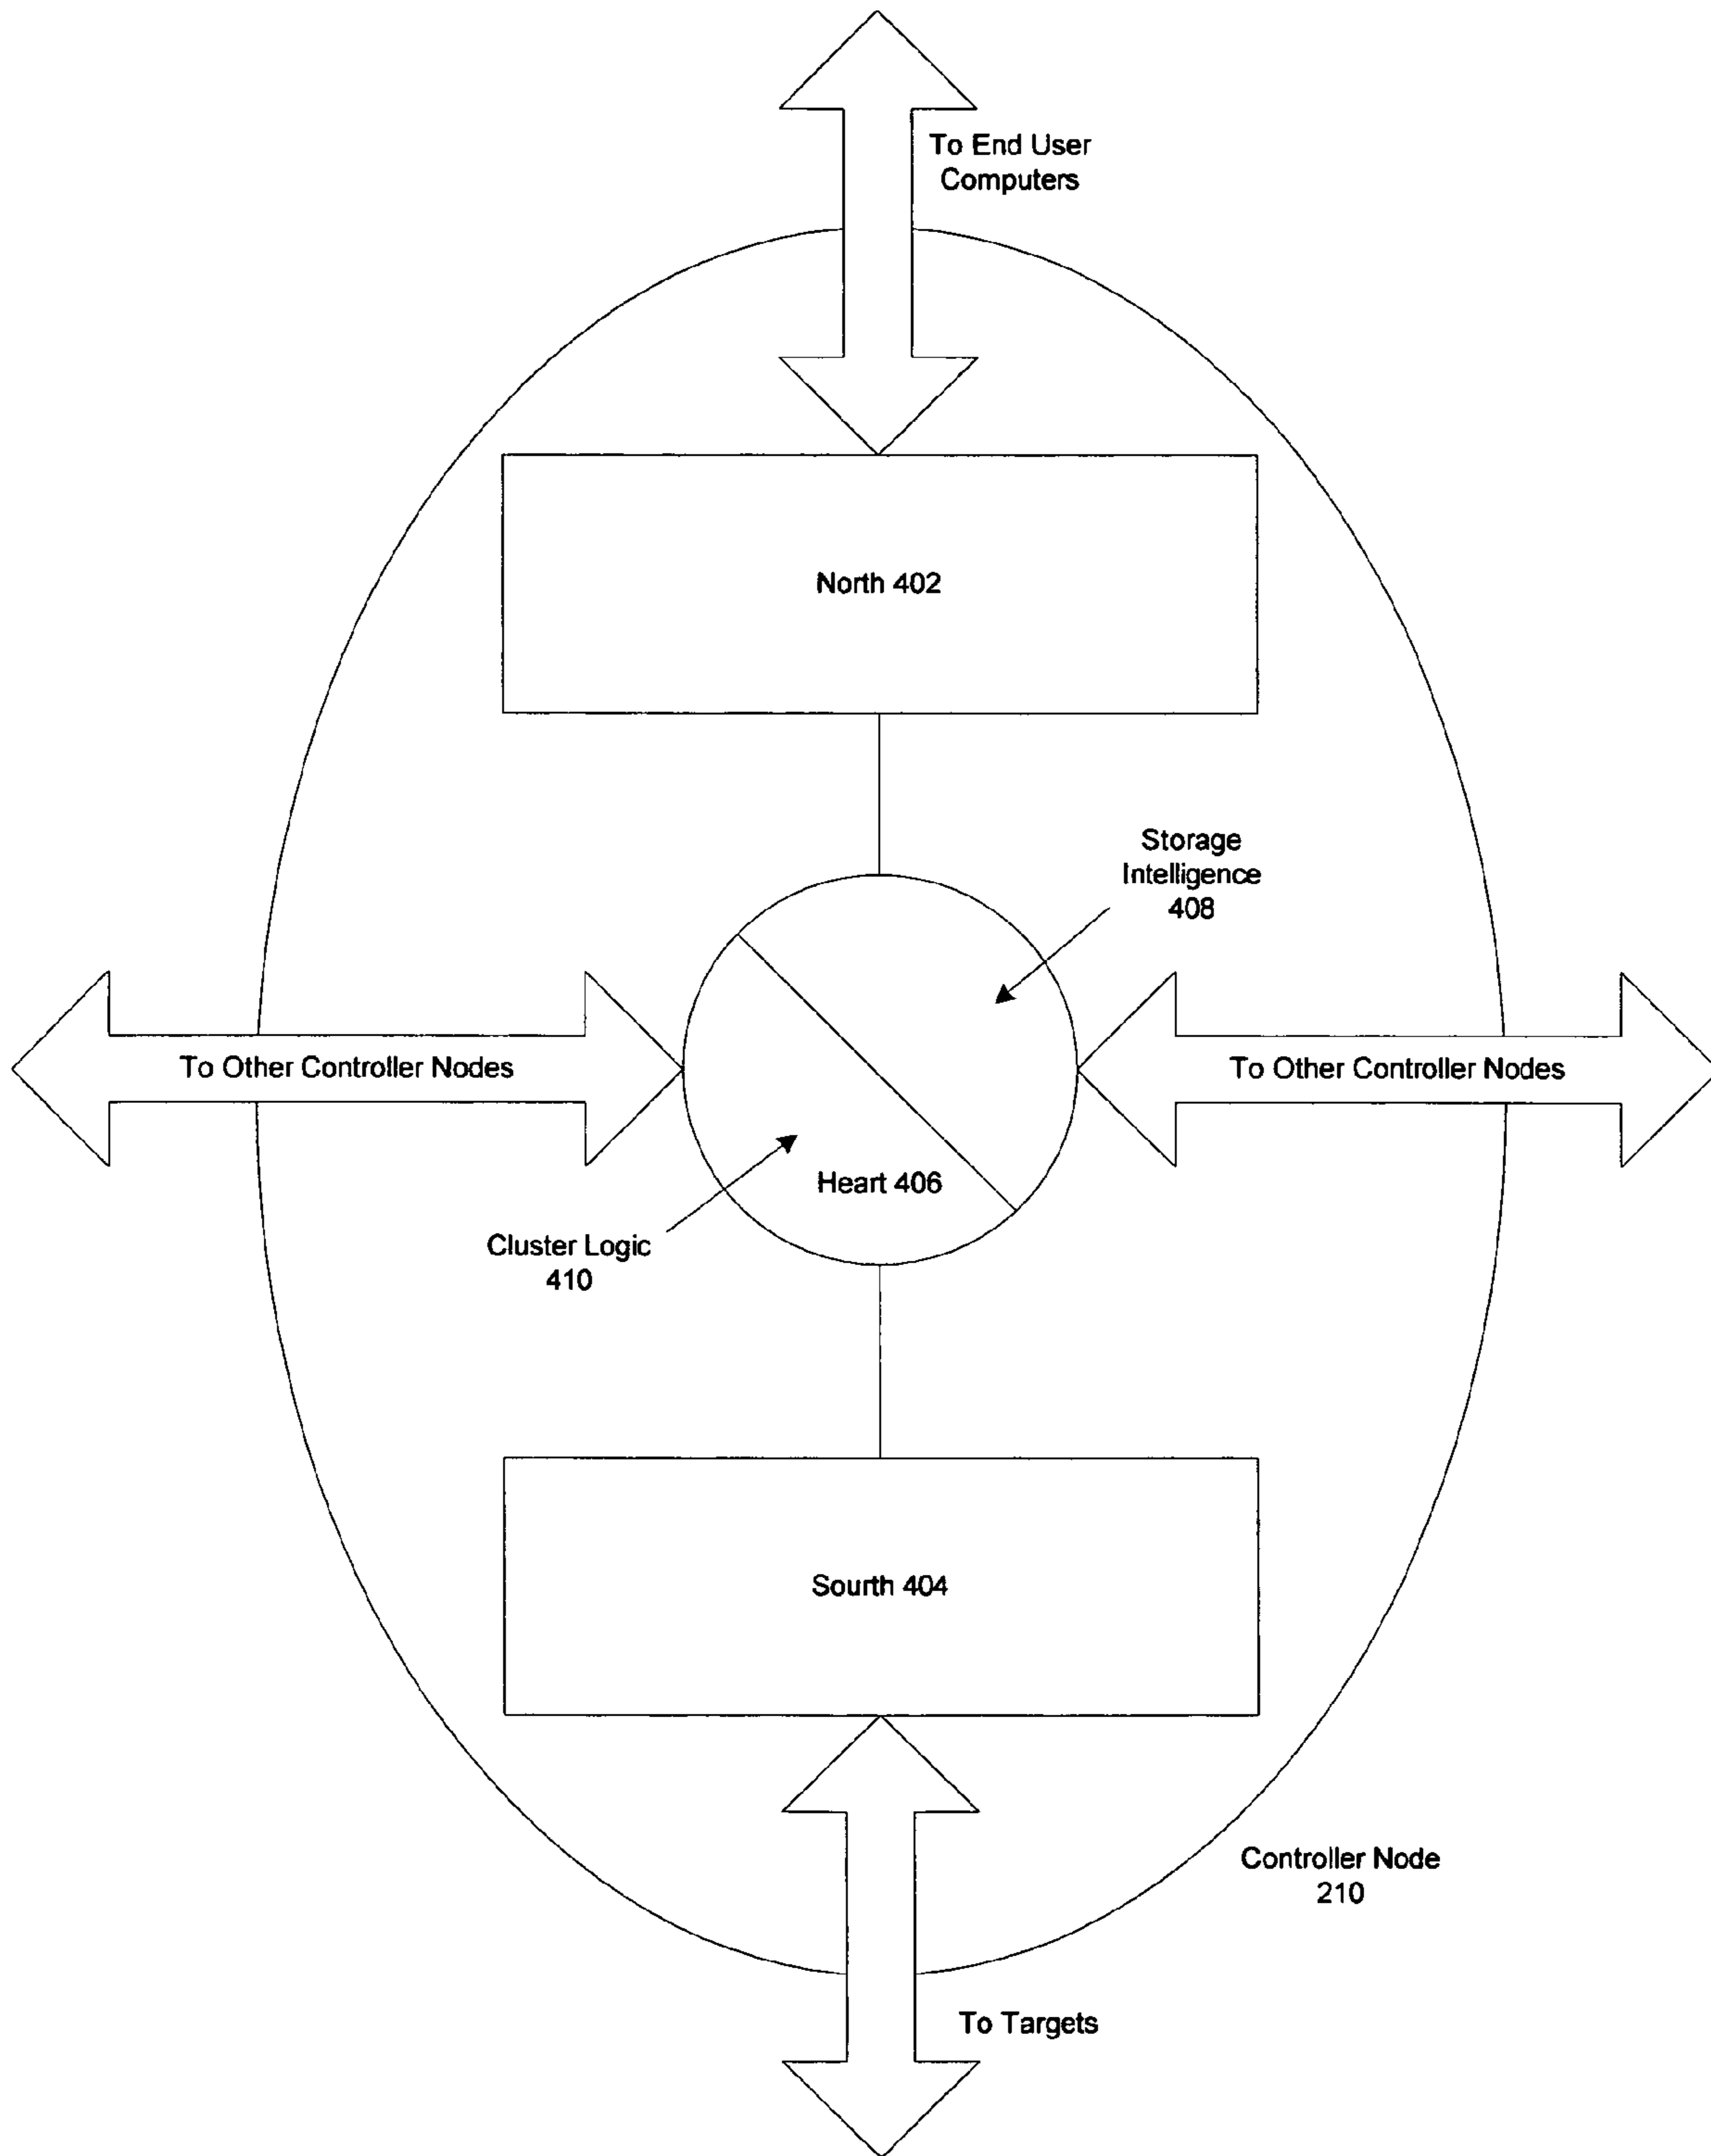 To End User
Computers
North 402
Storage
Intelligence
408
To Other Controller Nodes
To Other Controller Nodes
Heart 406
Cluster Logic
410
Sourth 404
Controller Node
210
To Targets